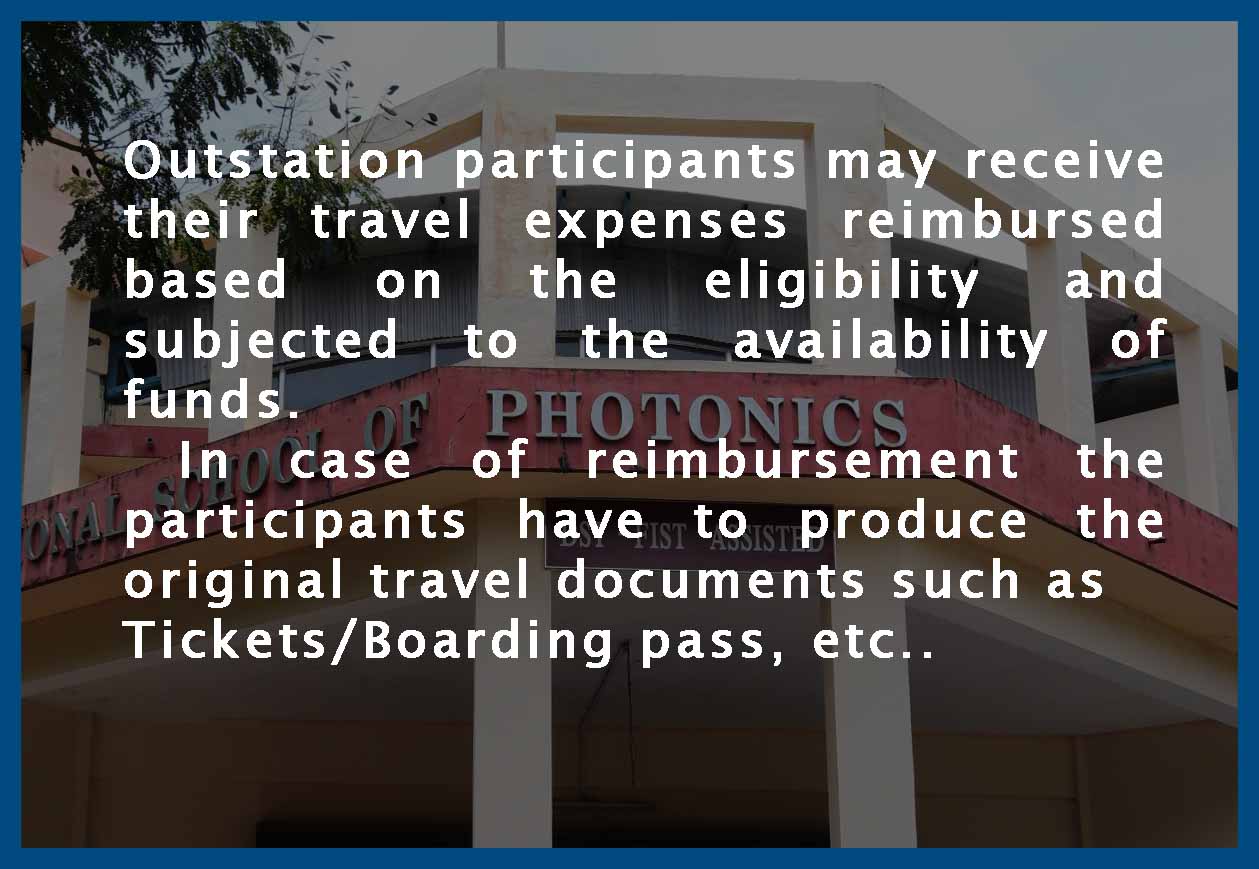 Outstation participants may receive
their travel expenses reimbursed
based on the eligibility and
subjected to the availability of
funds.
In case of reimbursement the
participants have to produce the
original travel documents such as
Tickets/Boarding pass, etc..
ONAL SCHOOL OF PHOTONICS
DST FIST ASSISTED